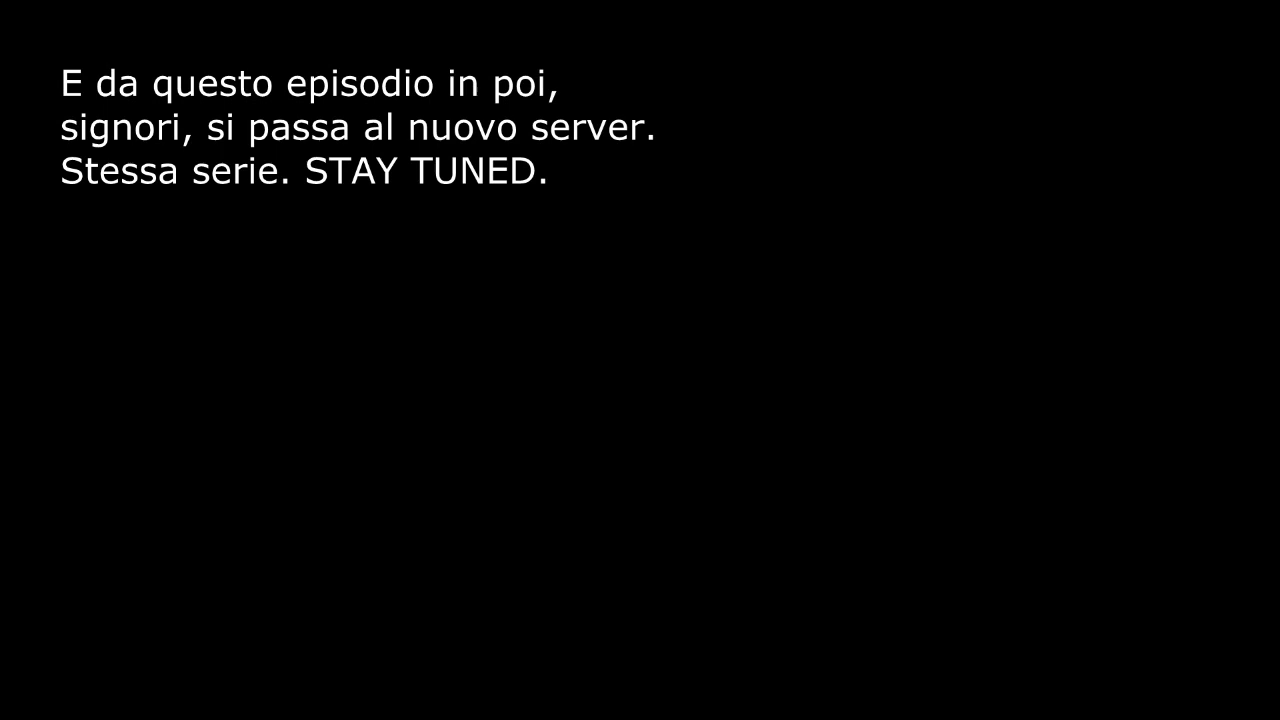 E da questo episodio in poi,
signori, si passa al nuovo server.
Stessa serie. STAY TUNED.